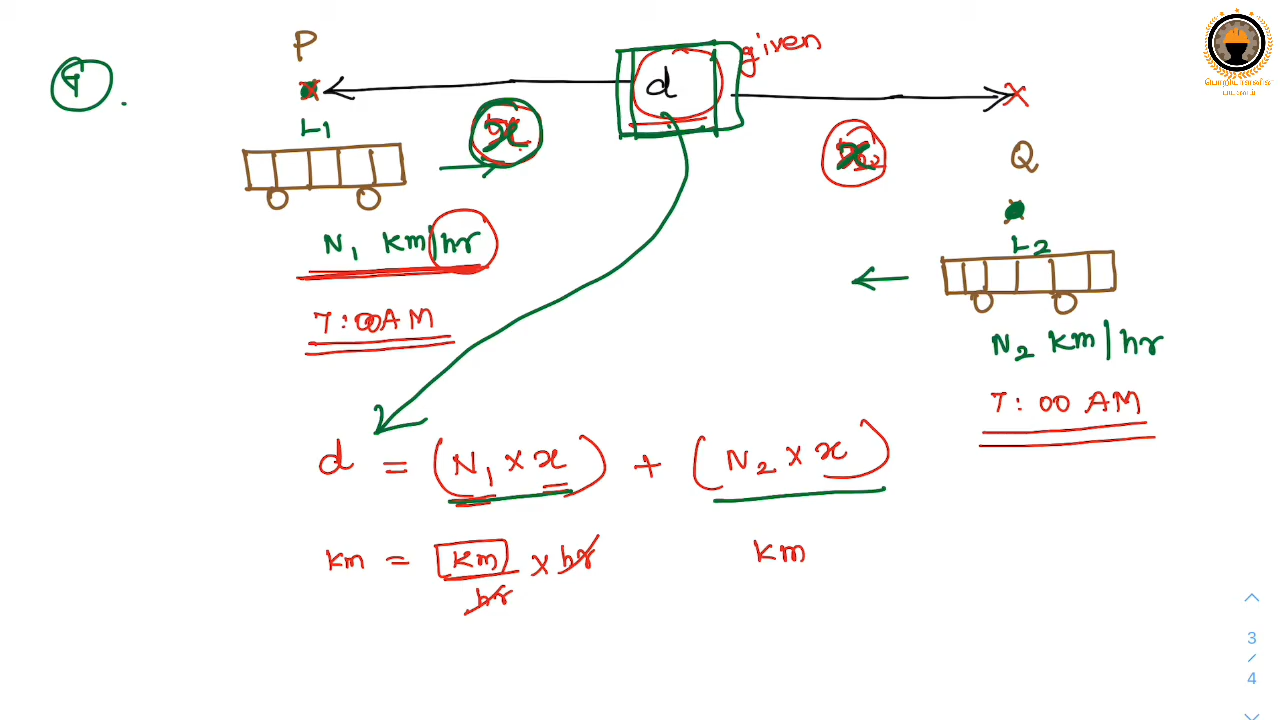 P
given
d
x
x
Q
L1
L2
N1 km/hr
7:00 AM
N2 km/hr
7:00 AM
d = (N1 × x) + (N2 × x)
km = km/hr × hr km
3
/
4